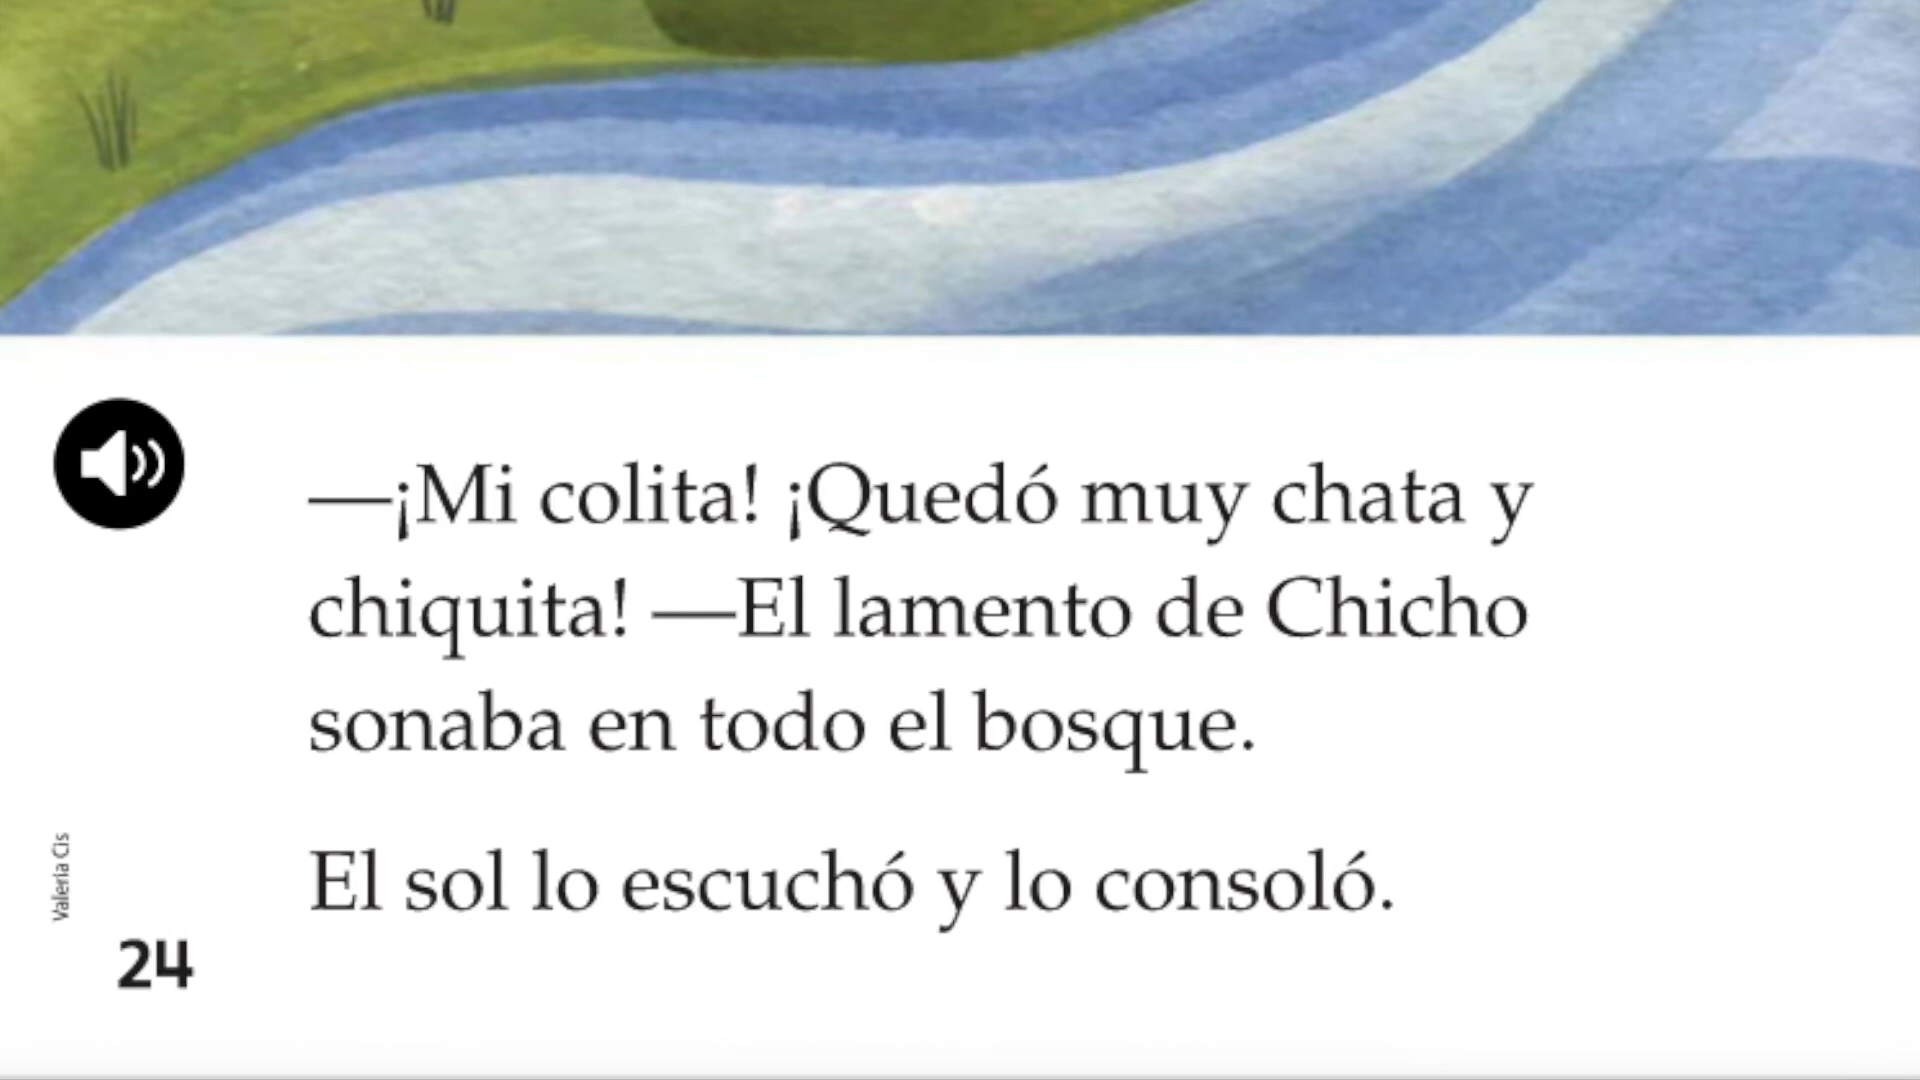 —¡Mi colita! ¡Quedó muy chata y
chiquita! —El lamento de Chicho
sonaba en todo el bosque.
El sol lo escuchó y lo consoló.
Valeria Cis
24